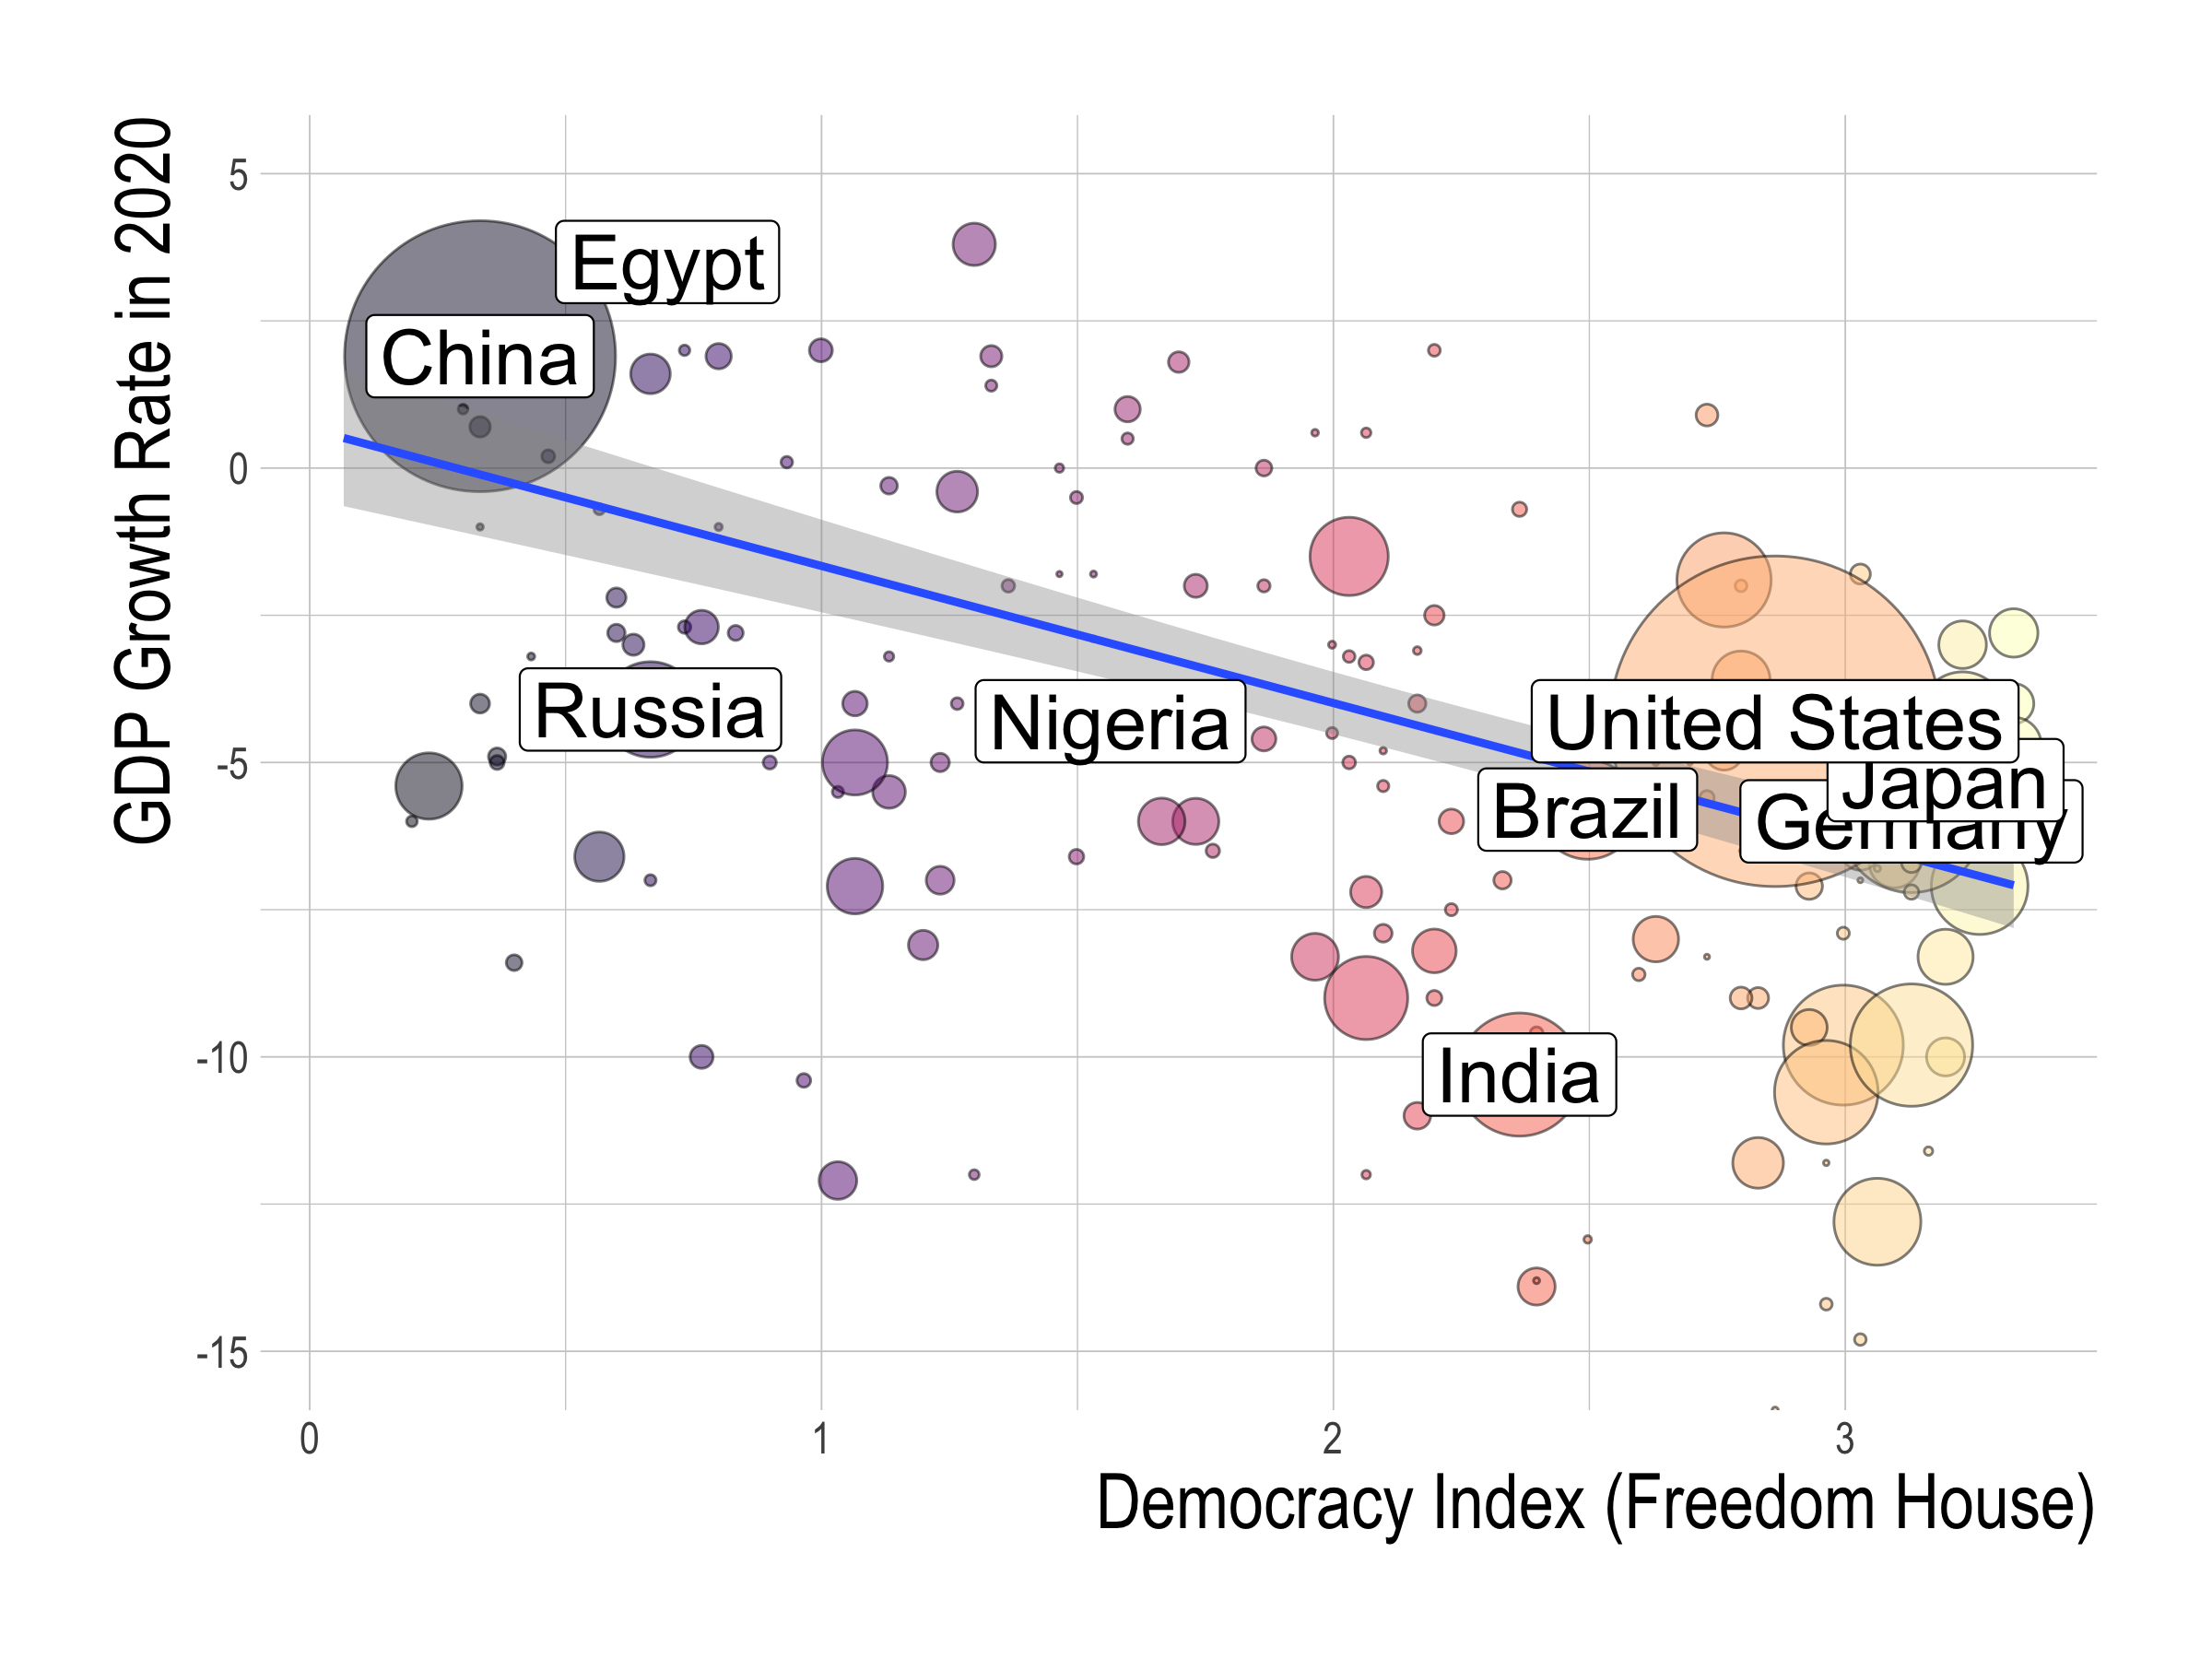 GDP Growth Rate in 2020
5
0
-5
-10
-15
Egypt
China
Russia
Nigeria
United States
Japan
Brazil
Germany
India
0
1
2
3
Democracy Index (Freedom House)